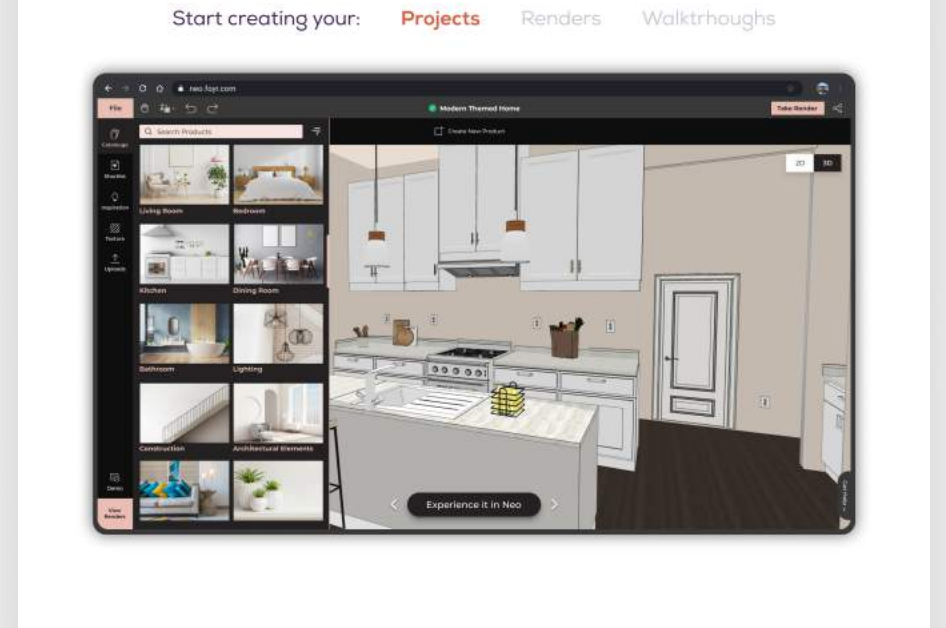 Start creating your: Projects Renders Walktrhoughs
neo.foyr.com
File
Modern Themed Home
Take Render
Search Products
Create New Product
Catalogs
2D 3D
Shortlist
Living Room Bedroom
Inspiration
Texture
Uploads
Kitchen Dining Room
Bathroom Lighting
Construction Architectural Elements
Demo
Experience it in Neo
View
Renders